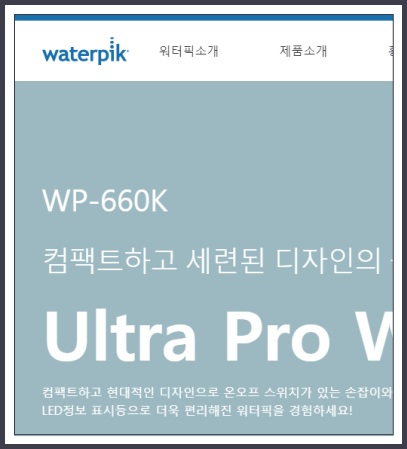 waterpik
워터픽소개 제품소개
WP-660K
컴팩트하고 세련된 디자인의
Ultra Pro
컴팩트하고 현대적인 디자인으로 온오프 스위치가 있는 손잡이와
LED정보 표시등으로 더욱 편리해진 워터픽을 경험하세요!